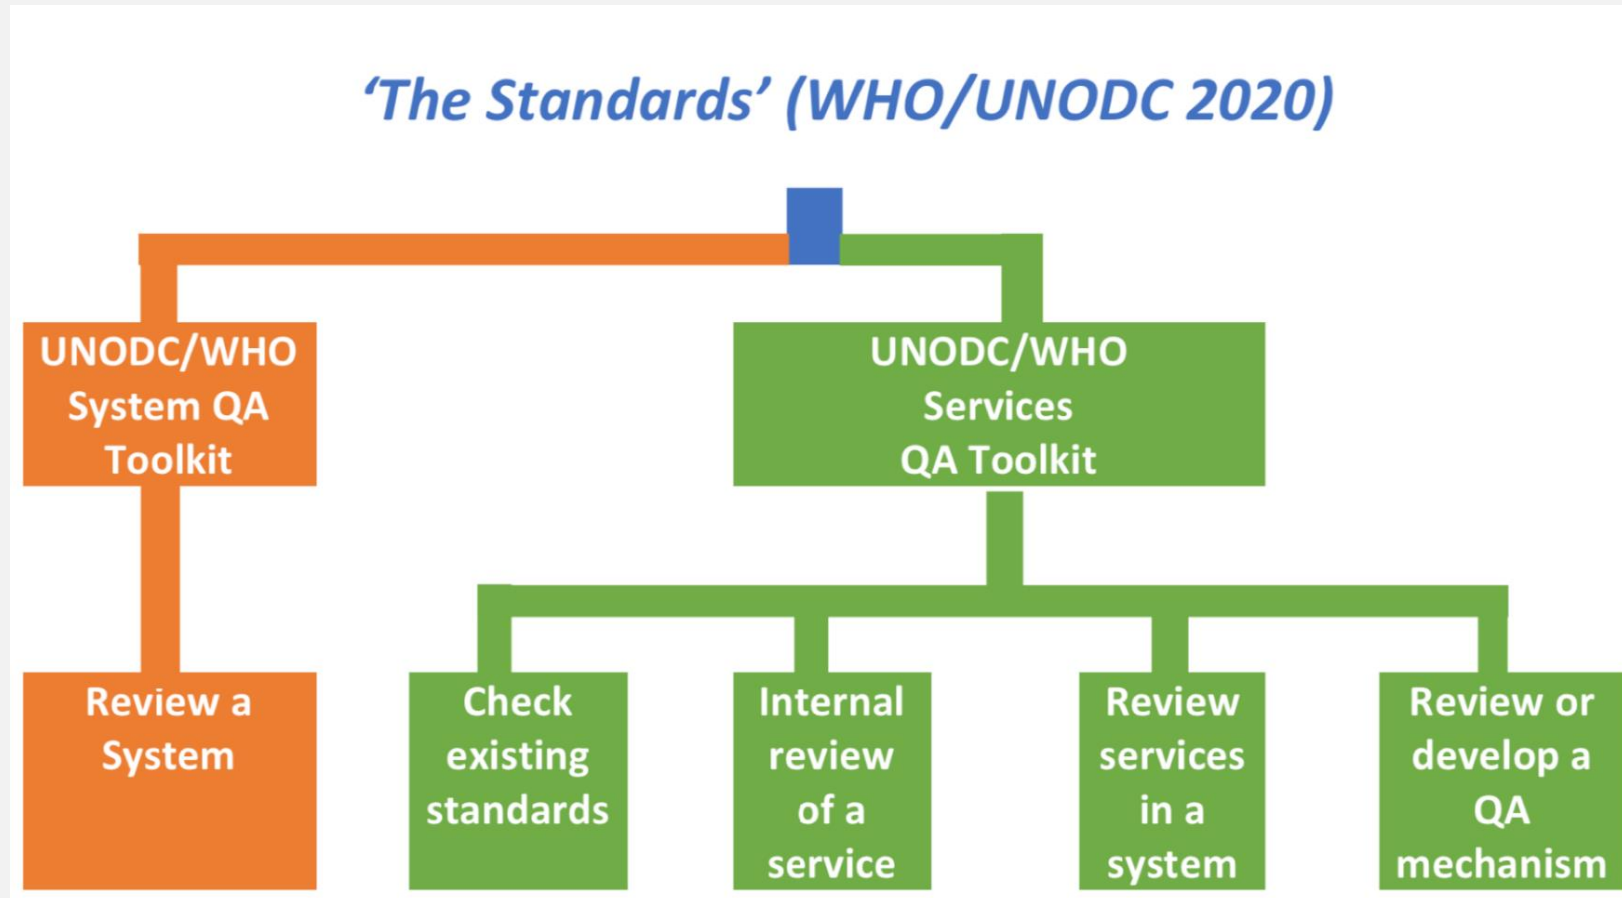 ‘The Standards’ (WHO/UNODC 2020)
UNODC/WHO
System QA
Toolkit
UNODC/WHO
Services
QA Toolkit
Review a
System
Check
existing
standards
Internal
review
of a
service
Review
services
in a
system
Review or
develop a
QA
mechanism